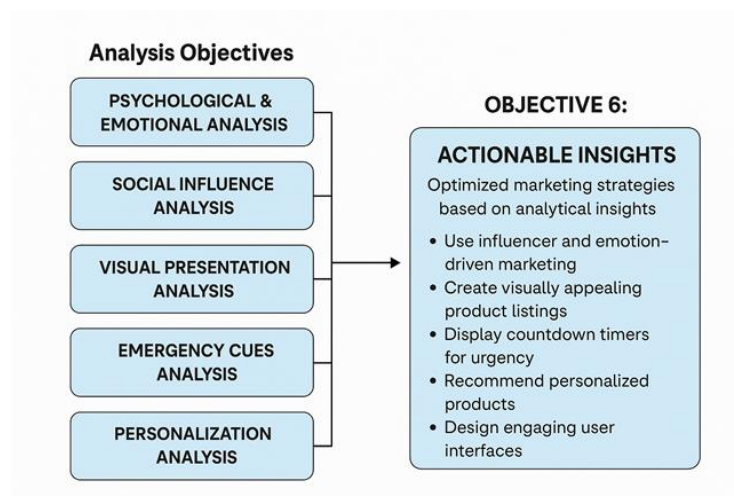 Analysis Objectives
PSYCHOLOGICAL &
EMOTIONAL ANALYSIS
SOCIAL INFLUENCE
ANALYSIS
VISUAL PRESENTATION
ANALYSIS
EMERGENCY CUES
ANALYSIS
PERSONALIZATION
ANALYSIS
OBJECTIVE 6:
ACTIONABLE INSIGHTS
Optimized marketing strategies
based on analytical insights
• Use influencer and emotion-
driven marketing
• Create visually appealing
product listings
• Display countdown timers
for urgency
• Recommend personalized
products
• Design engaging user
interfaces